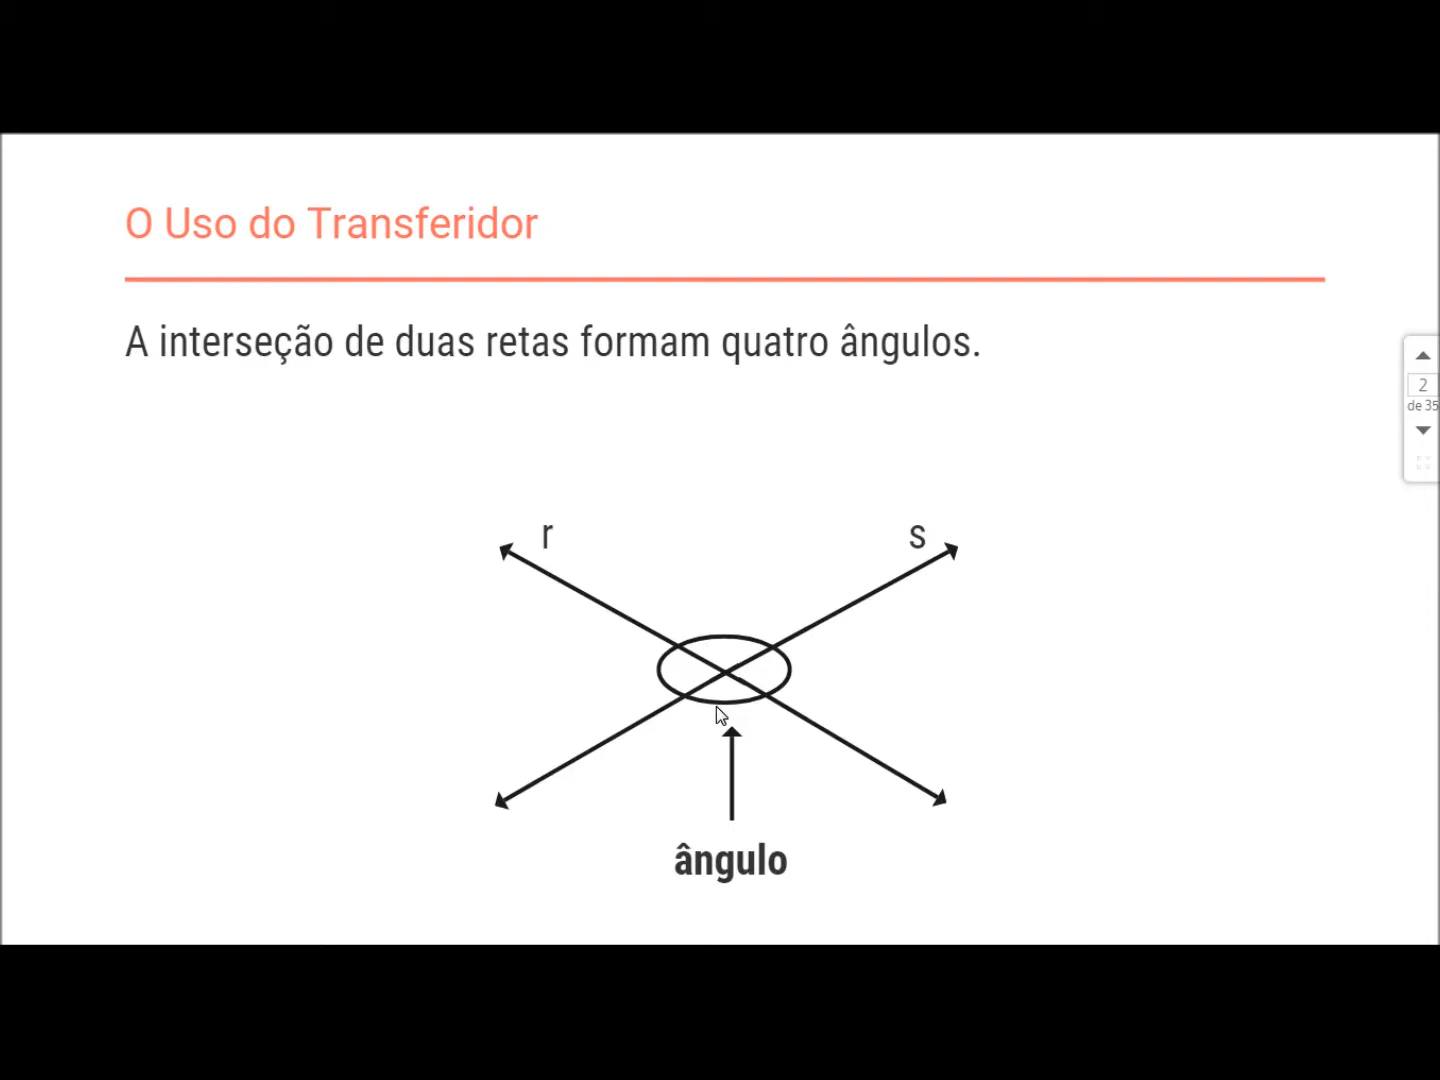 O Uso do Transferidor
A interseção de duas retas formam quatro ângulos.
2
de 35
r
s
ângulo